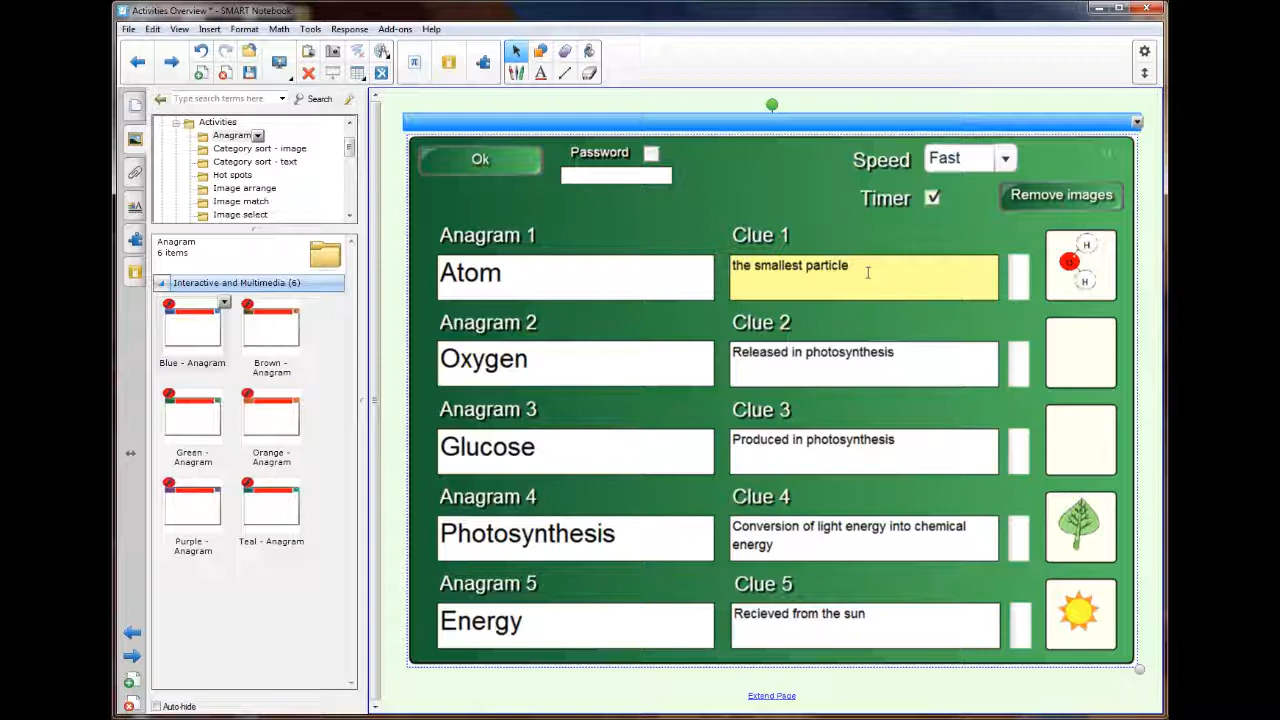 Activities Overview * - SMART Notebook
File Edit View Insert Format Math Tools Response Add-ons Help
Type search terms here Search
Activities
Anagram
Category sort - image
Category sort - text
Hot spots
Image arrange
Image match
Image select
Anagram
6 items
Interactive and Multimedia (6)
Blue - Anagram
Brown -
Anagram
Green -
Anagram
Orange -
Anagram
Purple -
Anagram
Teal - Anagram
Auto-hide
Ok
Password
Speed Fast
Timer
Remove images
Anagram 1 Clue 1
Atom the smallest particle
H
H
Anagram 2 Clue 2
Oxygen Released in photosynthesis
Anagram 3 Clue 3
Glucose Produced in photosynthesis
Anagram 4 Clue 4
Photosynthesis Conversion of light energy into chemical
energy
Anagram 5 Clue 5
Energy Recieved from the sun
Extend Page